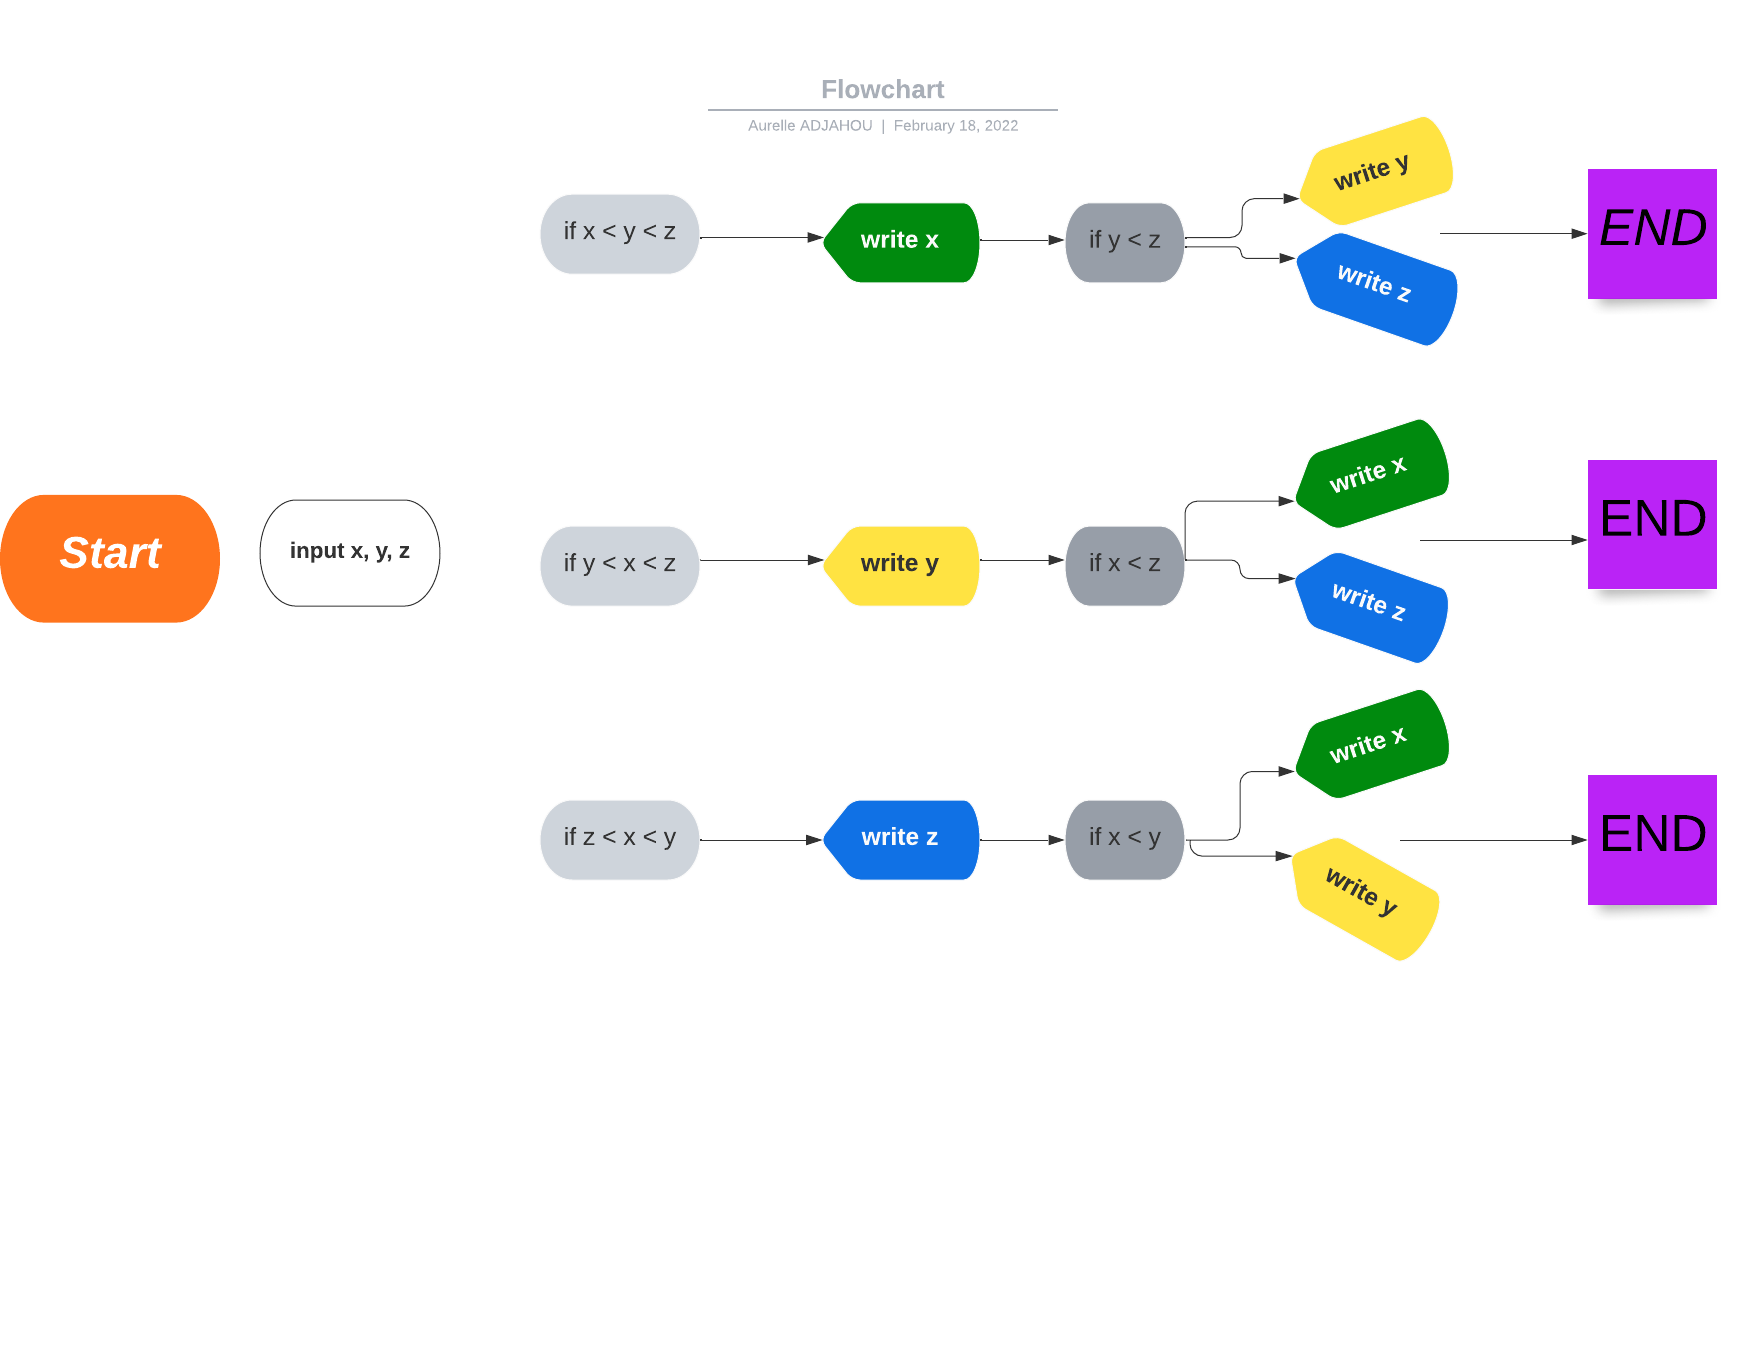 Flowchart
Aurelle ADJAHOU | February 18, 2022
if x < y < z
write x
if y < z
write y
write z
END
Start
input x, y, z
if y < x < z
write y
if x < z
write x
write z
END
if z < x < y
write z
if x < y
write x
write y
END